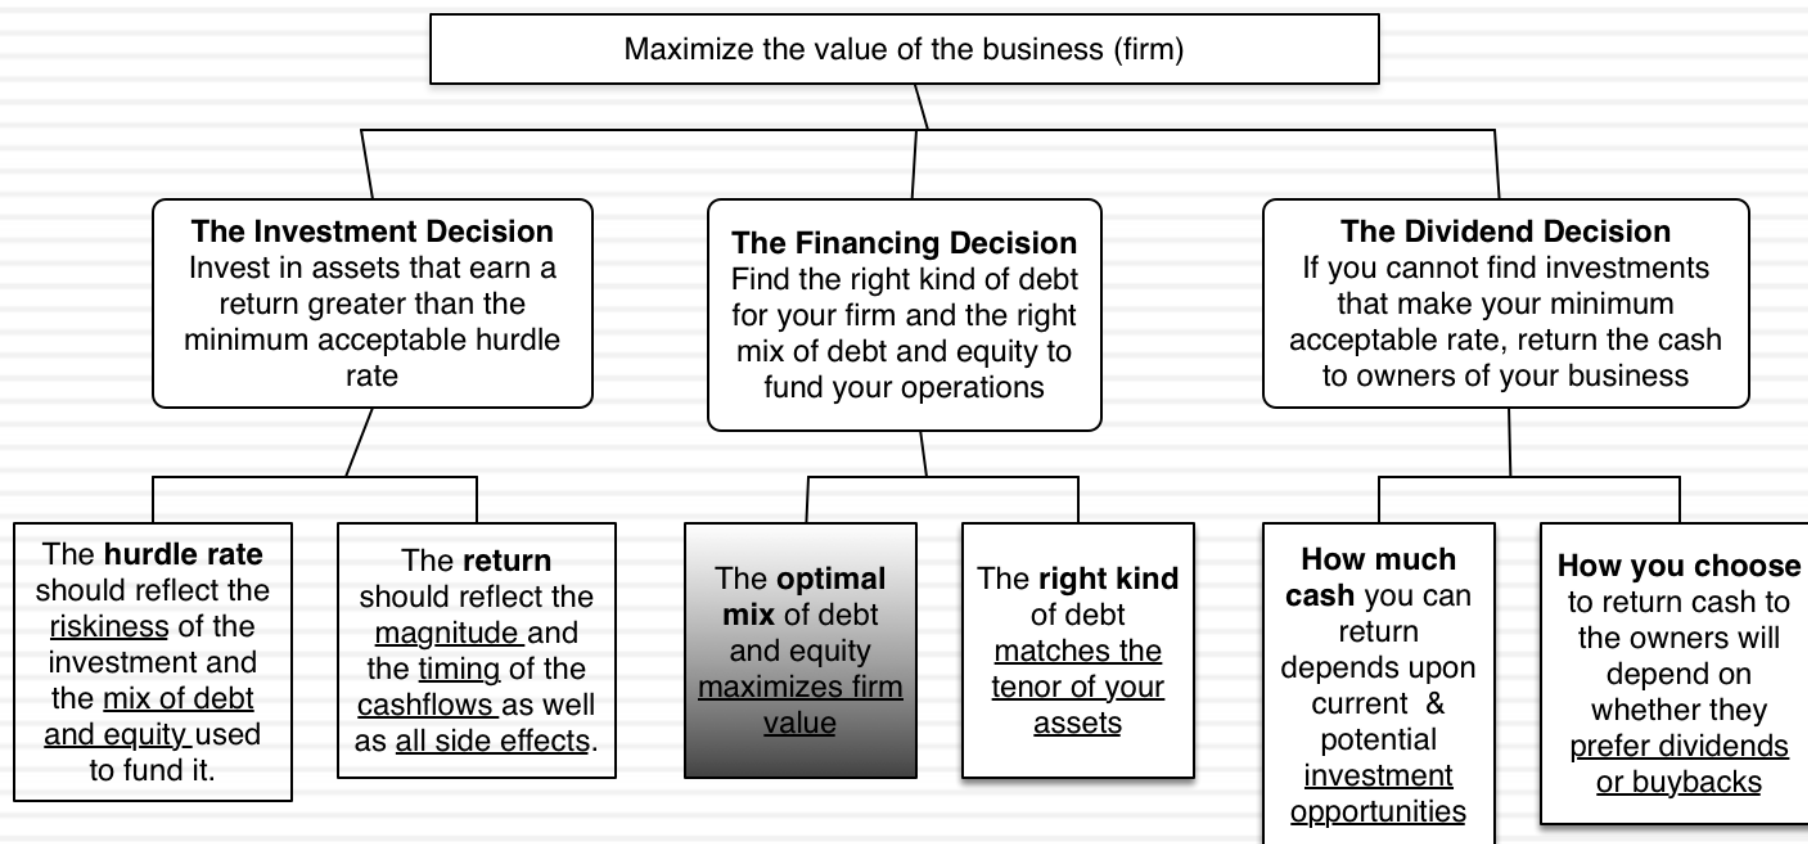 Maximize the value of the business (firm)
The Investment Decision
Invest in assets that earn a
return greater than the
minimum acceptable hurdle
rate
The Financing Decision
Find the right kind of debt
for your firm and the right
mix of debt and equity to
fund your operations
The Dividend Decision
If you cannot find investments
that make your minimum
acceptable rate, return the cash
to owners of your business
The hurdle rate
should reflect the
riskiness of the
investment and
the mix of debt
and equity used
to fund it.
The return
should reflect the
magnitude and
the timing of the
cashflows as well
as all side effects.
The optimal
mix of debt
and equity
maximizes firm
value
The right kind
of debt
matches the
tenor of your
assets
How much
cash you can
return
depends upon
current &
potential
investment
opportunities
How you choose
to return cash to
the owners will
depend on
whether they
prefer dividends
or buybacks